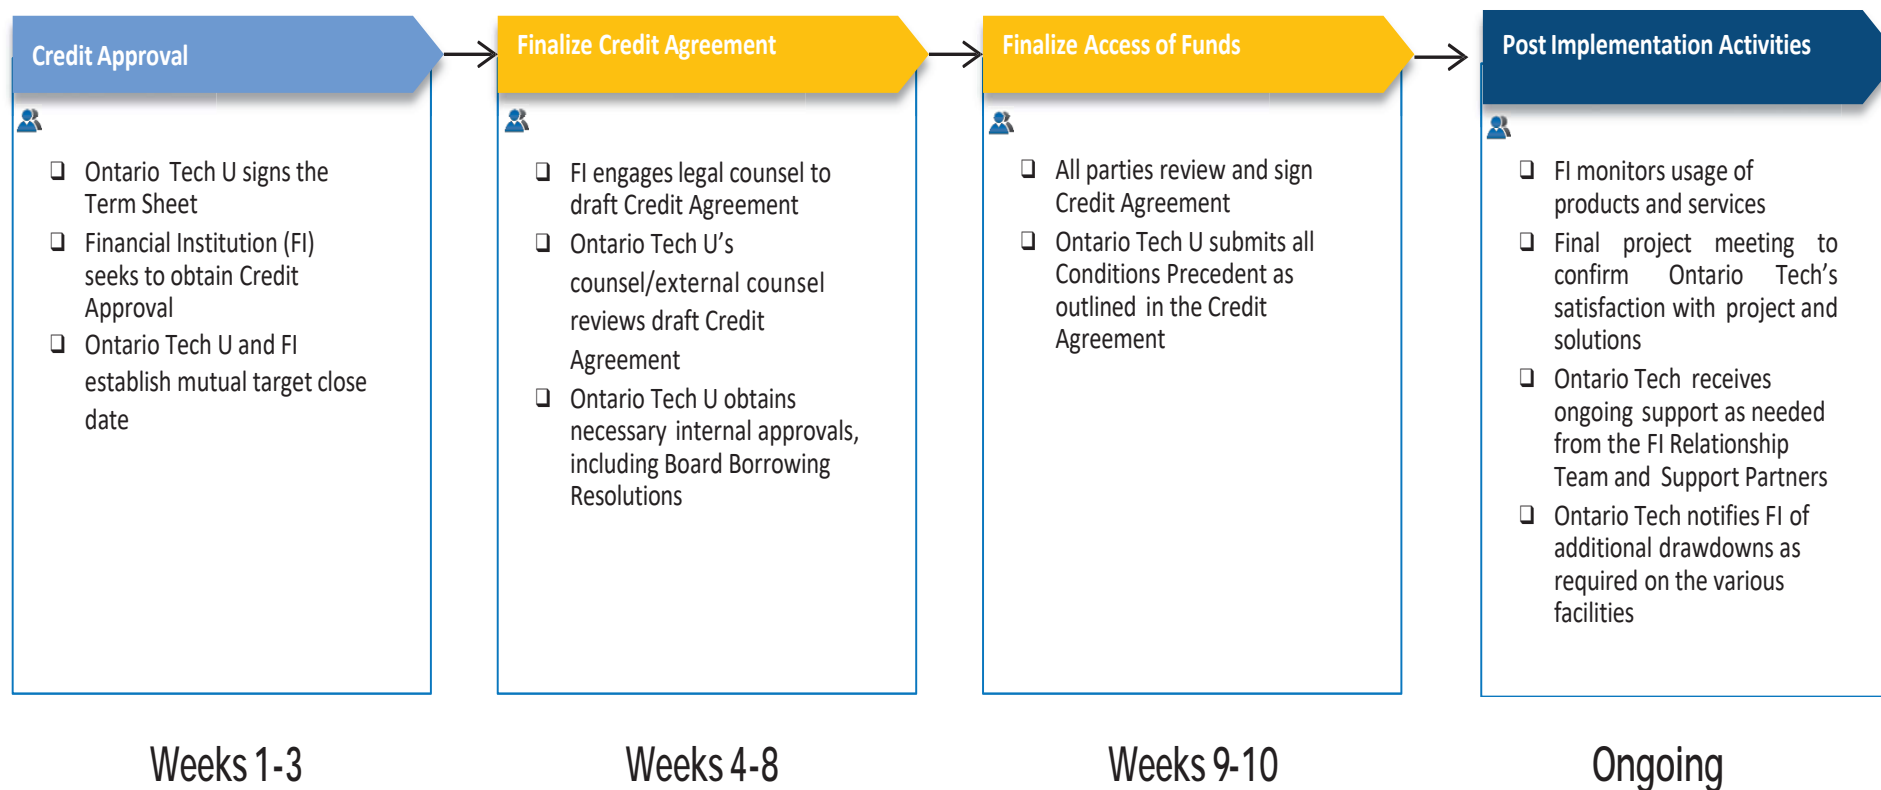 Credit Approval
Ontario Tech U signs the
Term Sheet
Financial Institution (FI)
seeks to obtain Credit
Approval
Ontario Tech U and FI
establish mutual target close
date
Weeks 1-3
Finalize Credit Agreement
FI engages legal counsel to
draft Credit Agreement
Ontario Tech U's
counsel/external counsel
reviews draft Credit
Agreement
Ontario Tech U obtains
necessary internal approvals,
including Board Borrowing
Resolutions
Weeks 4-8
Finalize Access of Funds
All parties review and sign
Credit Agreement
Ontario Tech U submits all
Conditions Precedent as
outlined in the Credit
Agreement
Weeks 9-10
Post Implementation Activities
FI monitors usage of
products and services
Final project meeting to
confirm Ontario Tech's
satisfaction with project and
solutions
Ontario Tech receives
ongoing support as needed
from the FI Relationship
Team and Support Partners
Ontario Tech notifies FI of
additional drawdowns as
required on the various
facilities
Ongoing